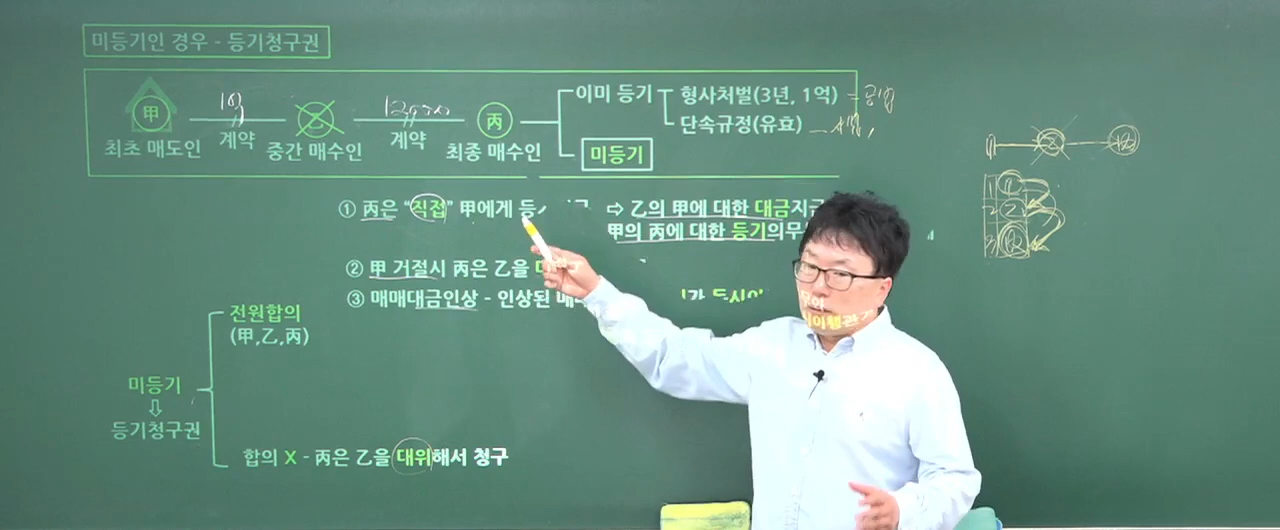 미등기인 경우 - 등기청구권
甲 乙 丙
최초 매도인 계약 중간 매수인 계약 최종 매수인
이미 등기 형사처벌(3년, 1억)
단속규정(유효)
미등기
① 丙은 "직접" 甲에게 ⇨ 乙의 甲에 대한 대금지급
甲의 丙에 대한 등기의무
② 甲 거절시 丙은 乙을
③ 매매대금인상 - 인상된
전원합의
(甲,乙,丙)
미등기
⇩
등기청구권
합의 X - 丙은 乙을 대위해서 청구